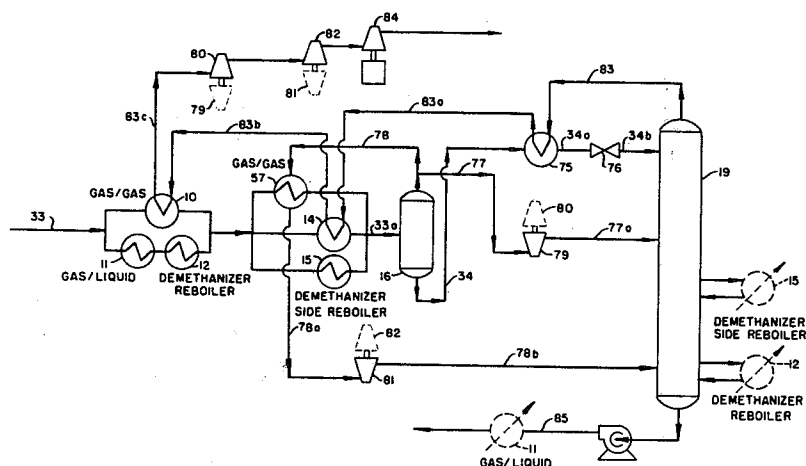 84
82
80
83
83c
79
81
83a
83b
78
34a
34b
GAS/GAS
77
75
76
19
GAS/GAS
57
10
80
33
14
33a
77a
79
11
12
15
16
34
15
GAS/LIQUID
DEMETHANIZER
REBOILER
DEMETHANIZER
SIDE REBOILER
DEMETHANIZER
SIDE REBOILER
78a
82
78b
12
81
DEMETHANIZER
REBOILER
85
11
GAS/LIQUID